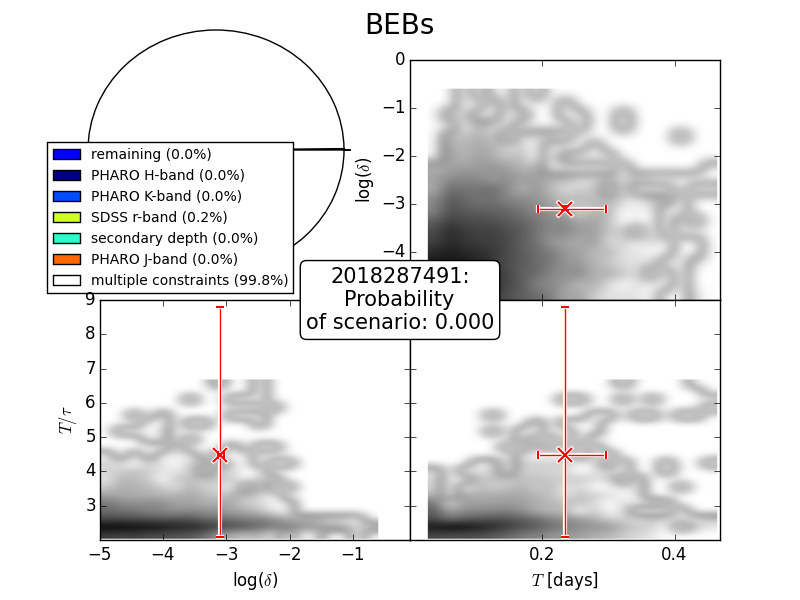 BEBs
remaining (0.0%)
PHARO H-band (0.0%)
PHARO K-band (0.0%)
SDSS r-band (0.2%)
secondary depth (0.0%)
PHARO J-band (0.0%)
multiple constraints (99.8%)
0
−1
−2
−3
−4
log(δ)
2018287491:
Probability
of scenario: 0.000
9
8
7
6
5
4
3
T/τ
−5 −4 −3 −2 −1
log(δ)
0.2 0.4
T [days]